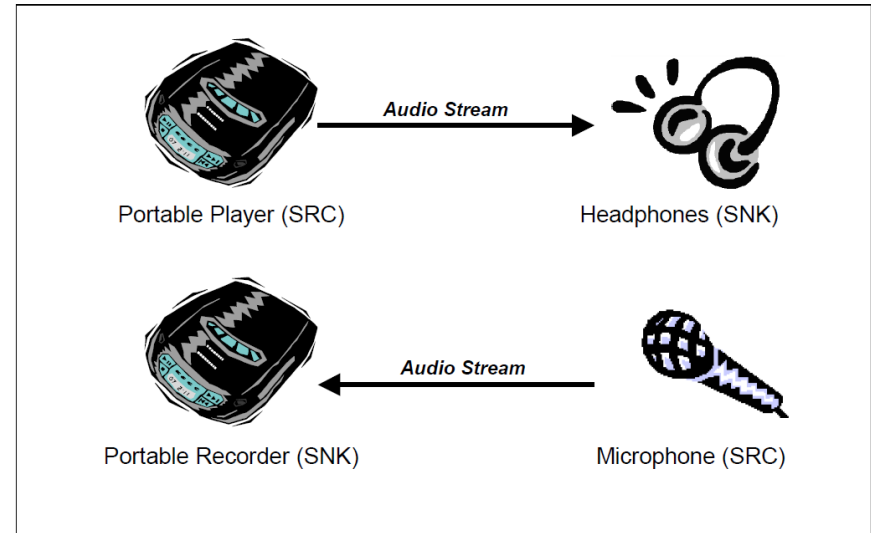 Audio Stream
Portable Player (SRC)
Headphones (SNK)
Audio Stream
Portable Recorder (SNK)
Microphone (SRC)